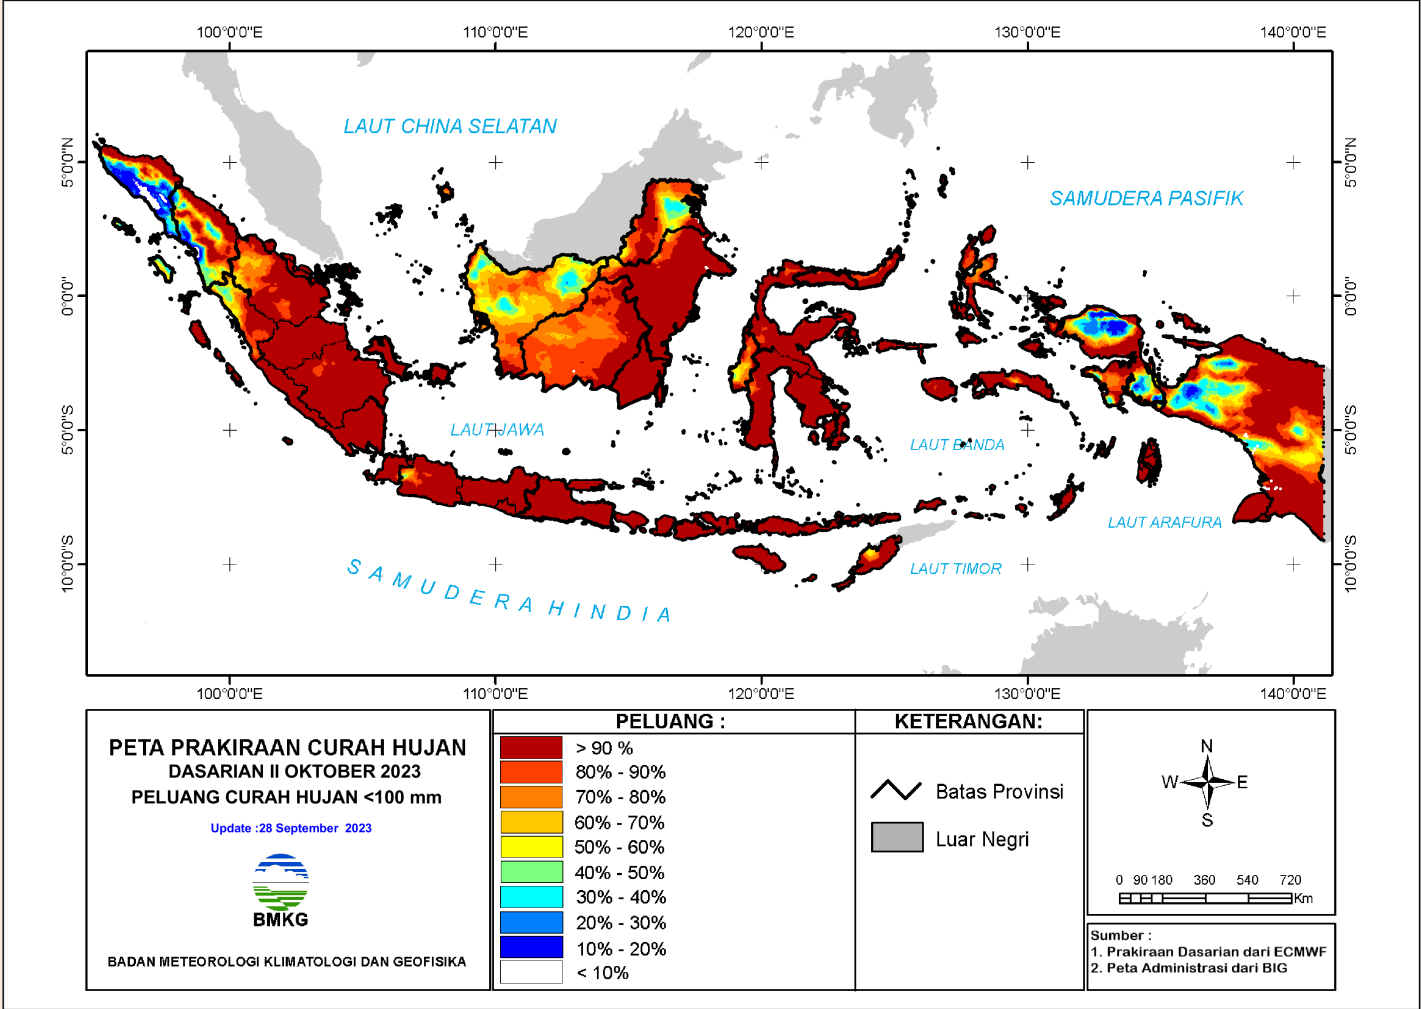 100°0'0"E 110°0'0"E 120°0'0"E 130°0'0"E 140°0'0"E
LAUT CHINA SELATAN
5°0'0"N 5°0'0"N
SAMUDERA PASIFIK
0°0'0" 0°0'0"
5°0'0"S 5°0'0"S
LAUT JAWA
LAUT BANDA
LAUT ARAFURA
10°0'0"S 10°0'0"S
LAUT TIMOR
SAMUDERA HINDIA
100°0'0"E 110°0'0"E 120°0'0"E 130°0'0"E 140°0'0"E
PETA PRAKIRAAN CURAH HUJAN
DASARIAN II OKTOBER 2023
PELUANG CURAH HUJAN <100 mm
Update :28 September 2023
BMKG
BADAN METEOROLOGI KLIMATOLOGI DAN GEOFISIKA
PELUANG :
> 90 %
80% - 90%
70% - 80%
60% - 70%
50% - 60%
40% - 50%
30% - 40%
20% - 30%
10% - 20%
< 10%
KETERANGAN:
Batas Provinsi
Luar Negri
N
W E
S
0 90 180 360 540 720
Km
Sumber :
1. Prakiraan Dasarian dari ECMWF
2. Peta Administrasi dari BIG